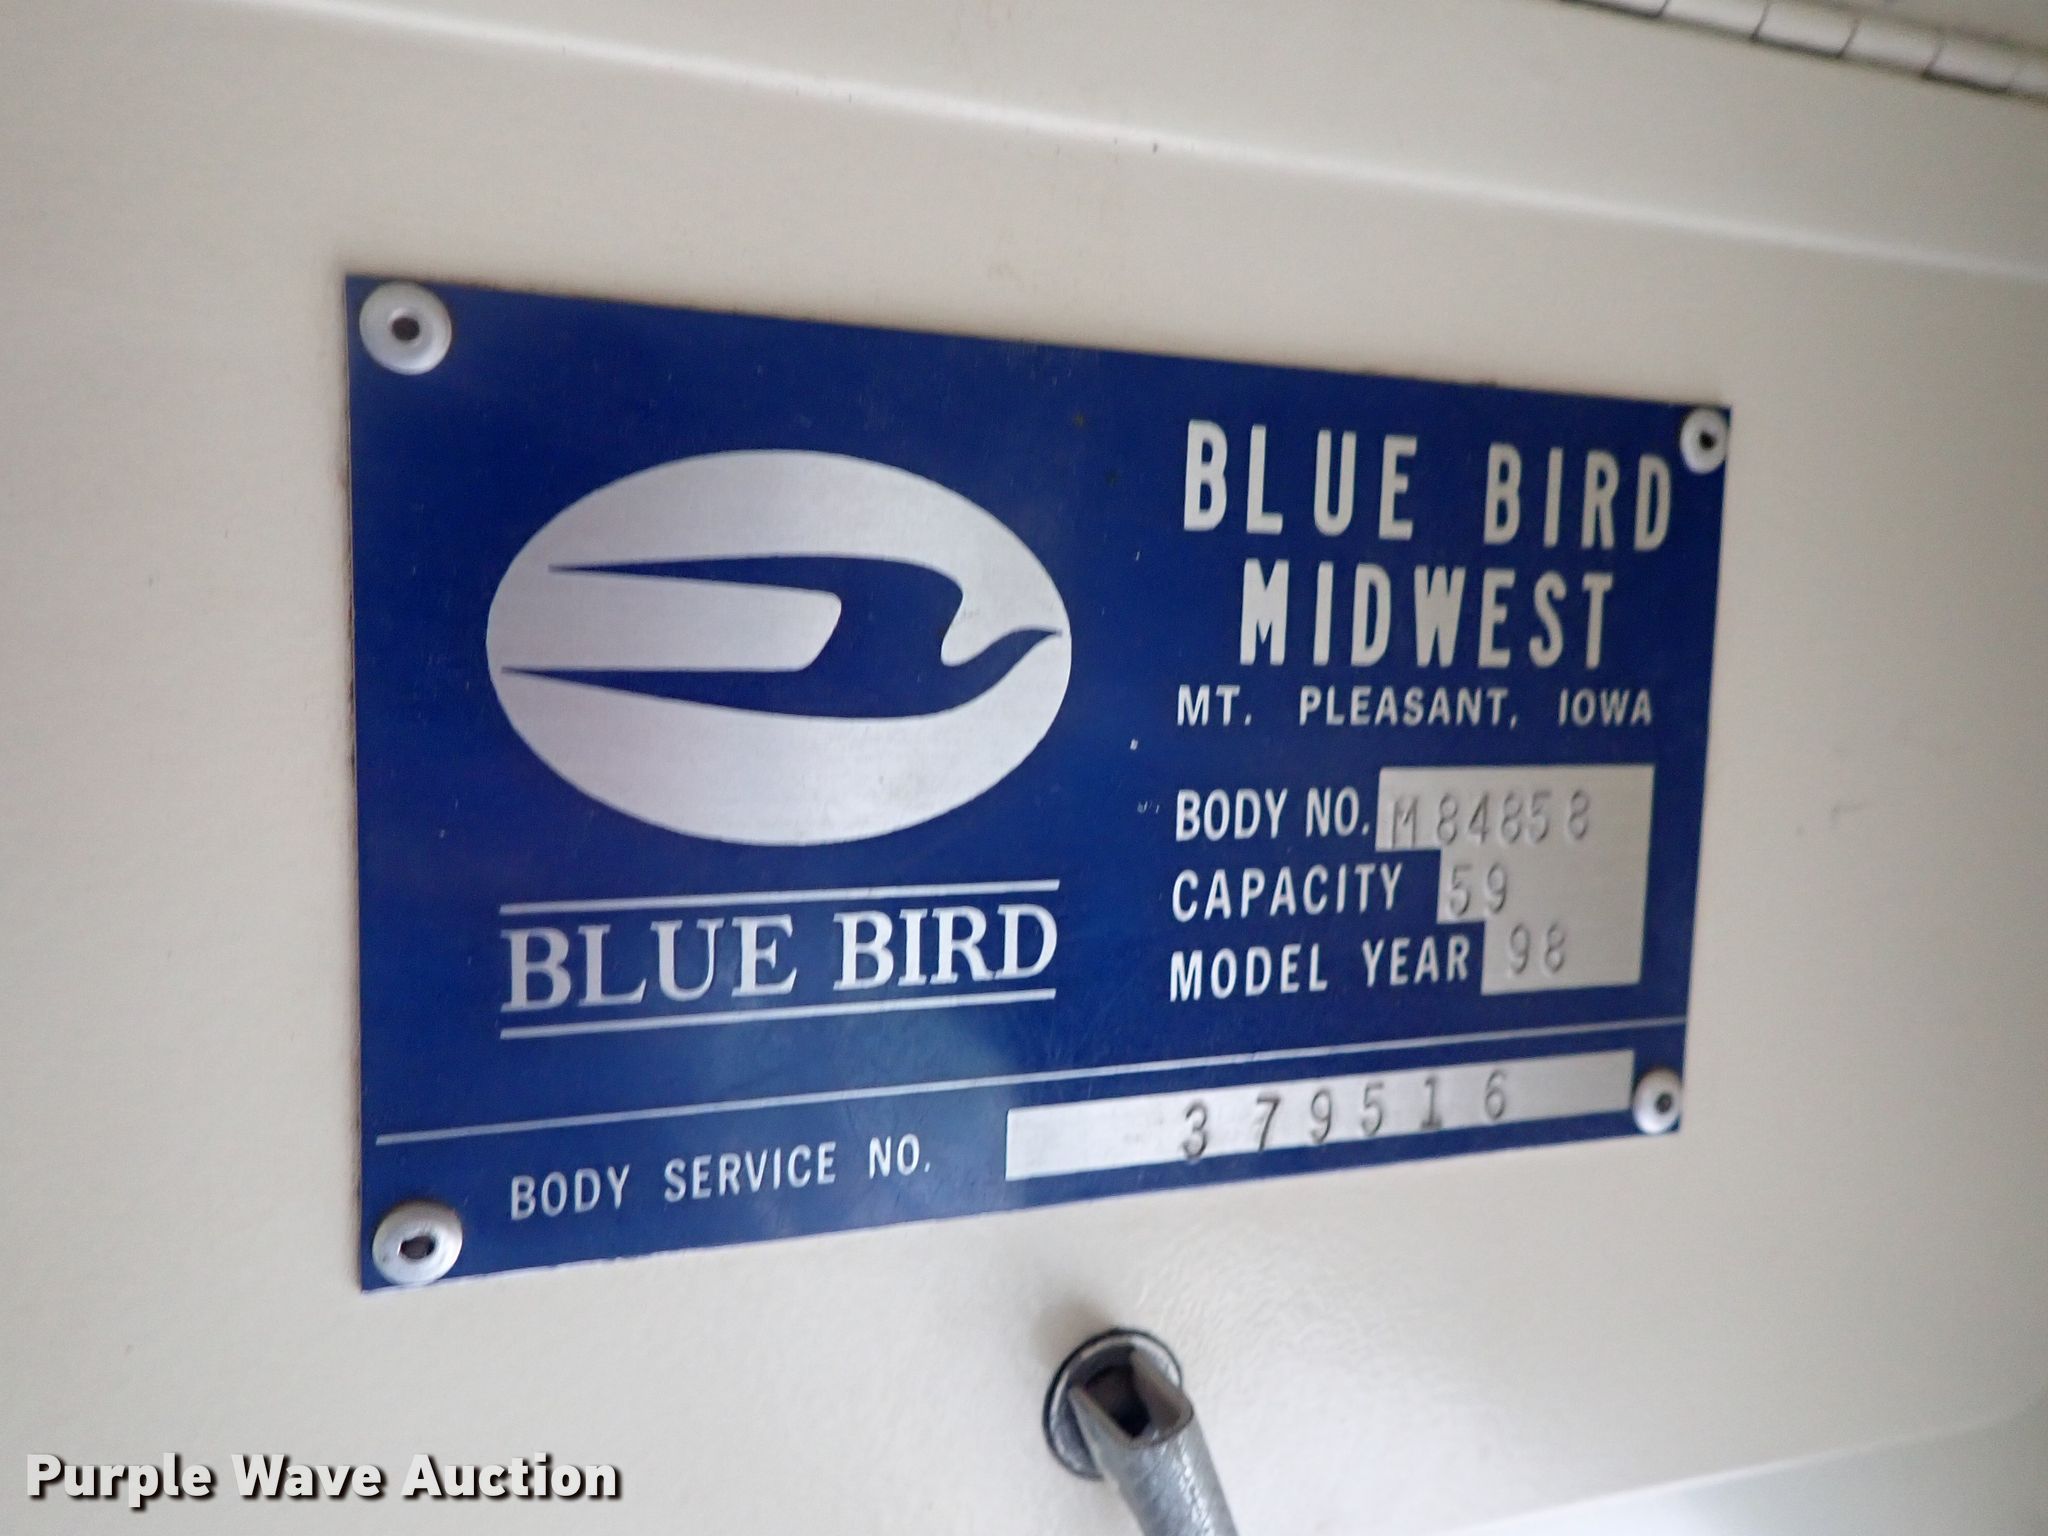 BLUE BIRD
MIDWEST
MT. PLEASANT, IOWA
BODY NO. M84858
CAPACITY 59
MODEL YEAR 98
BLUE BIRD
BODY SERVICE NO. 379516
Purple Wave Auction